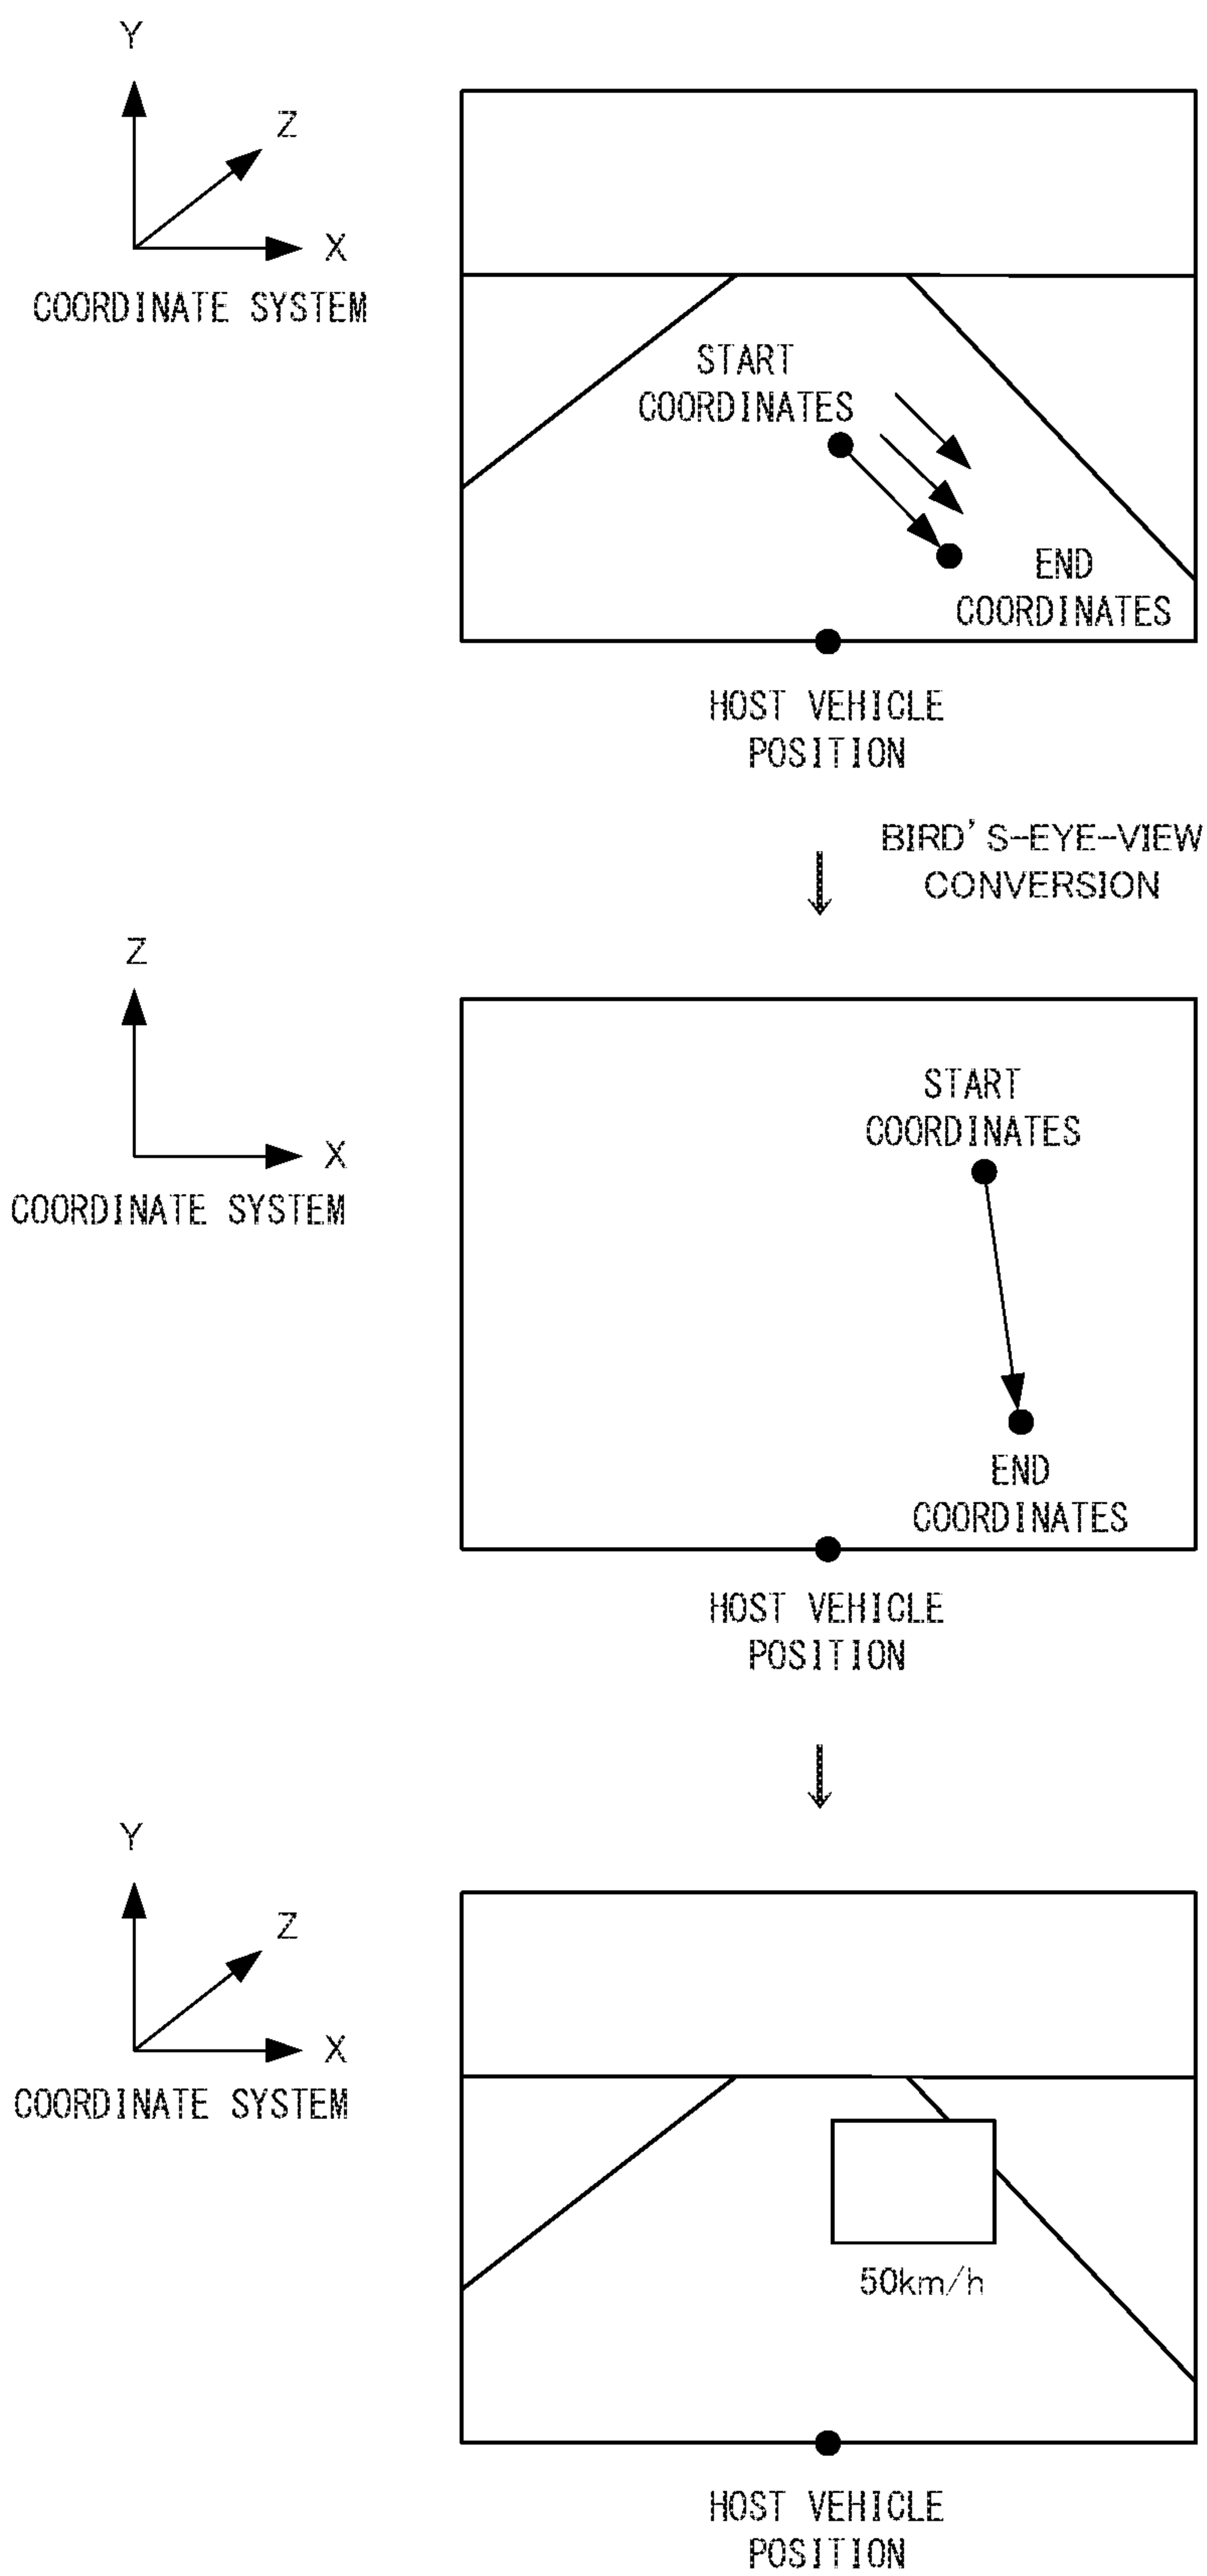 Y
Z
X
COORDINATE SYSTEM
START
COORDINATES
END
COORDINATES
HOST VEHICLE
POSITION
BIRD'S-EYE-VIEW
CONVERSION
Z
X
COORDINATE SYSTEM
START
COORDINATES
END
COORDINATES
HOST VEHICLE
POSITION
Y
Z
X
COORDINATE SYSTEM
50km/h
HOST VEHICLE
POSITION